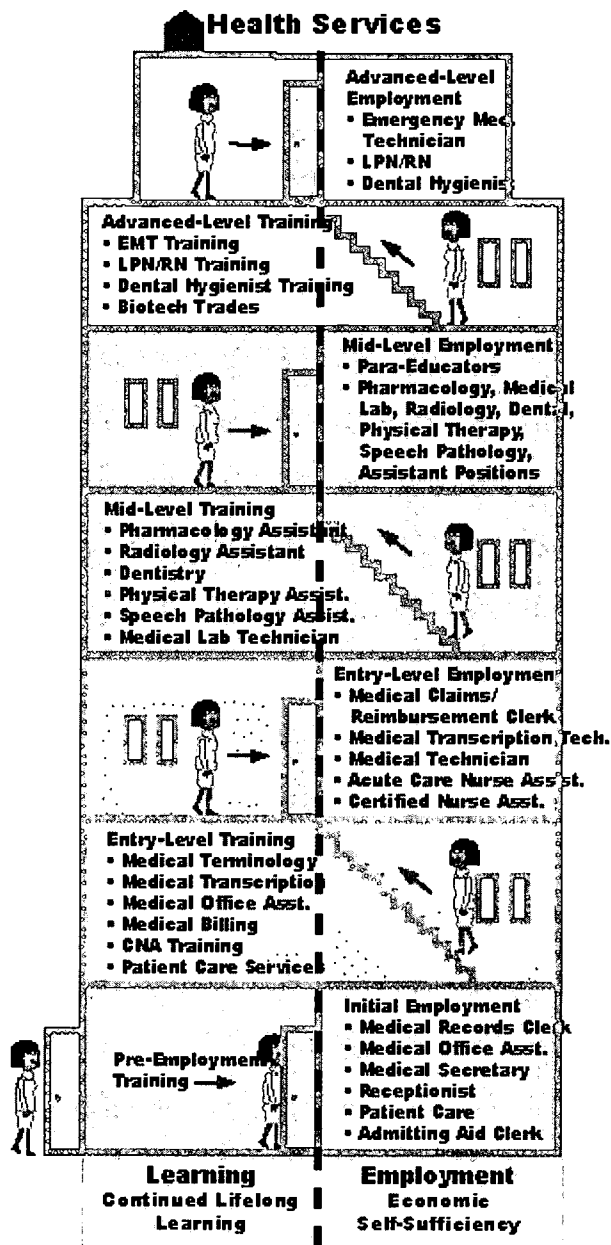 Health Services
Advanced-Level
Employment
• Emergency Med.
Technician
• LPN/RN
• Dental Hygienist
Advanced-Level Training
• EMT Training
• LPN/RN Training
• Dental Hygienist Training
• Biotech Trades
Mid-Level Employment
• Para-Educators
• Pharmacology, Medical
Lab, Radiology, Dental,
Physical Therapy,
Speech Pathology,
Assistant Positions
Mid-Level Training
• Pharmacology Assistant
• Radiology Assistant
• Dentistry
• Physical Therapy Assist.
• Speech Pathology Assist.
• Medical Lab Technician
Entry-Level Employmen
• Medical Claims/
Reimbursement Clerk
• Medical Transcription Tech.
• Medical Technician
• Acute Care Nurse Assist.
• Certified Nurse Asst.
Entry-Level Training
• Medical Terminology
• Medical Transcription
• Medical Office Asst.
• Medical Billing
• CNA Training
• Patient Care Services
Initial Employment
• Medical Records Clerk
• Medical Office Asst.
• Medical Secretary
• Receptionist
• Patient Care
• Admitting Aid Clerk
Pre-Employment
Training
Learning
Continued Lifelong
Learning
Employment
Economic
Self-Sufficiency